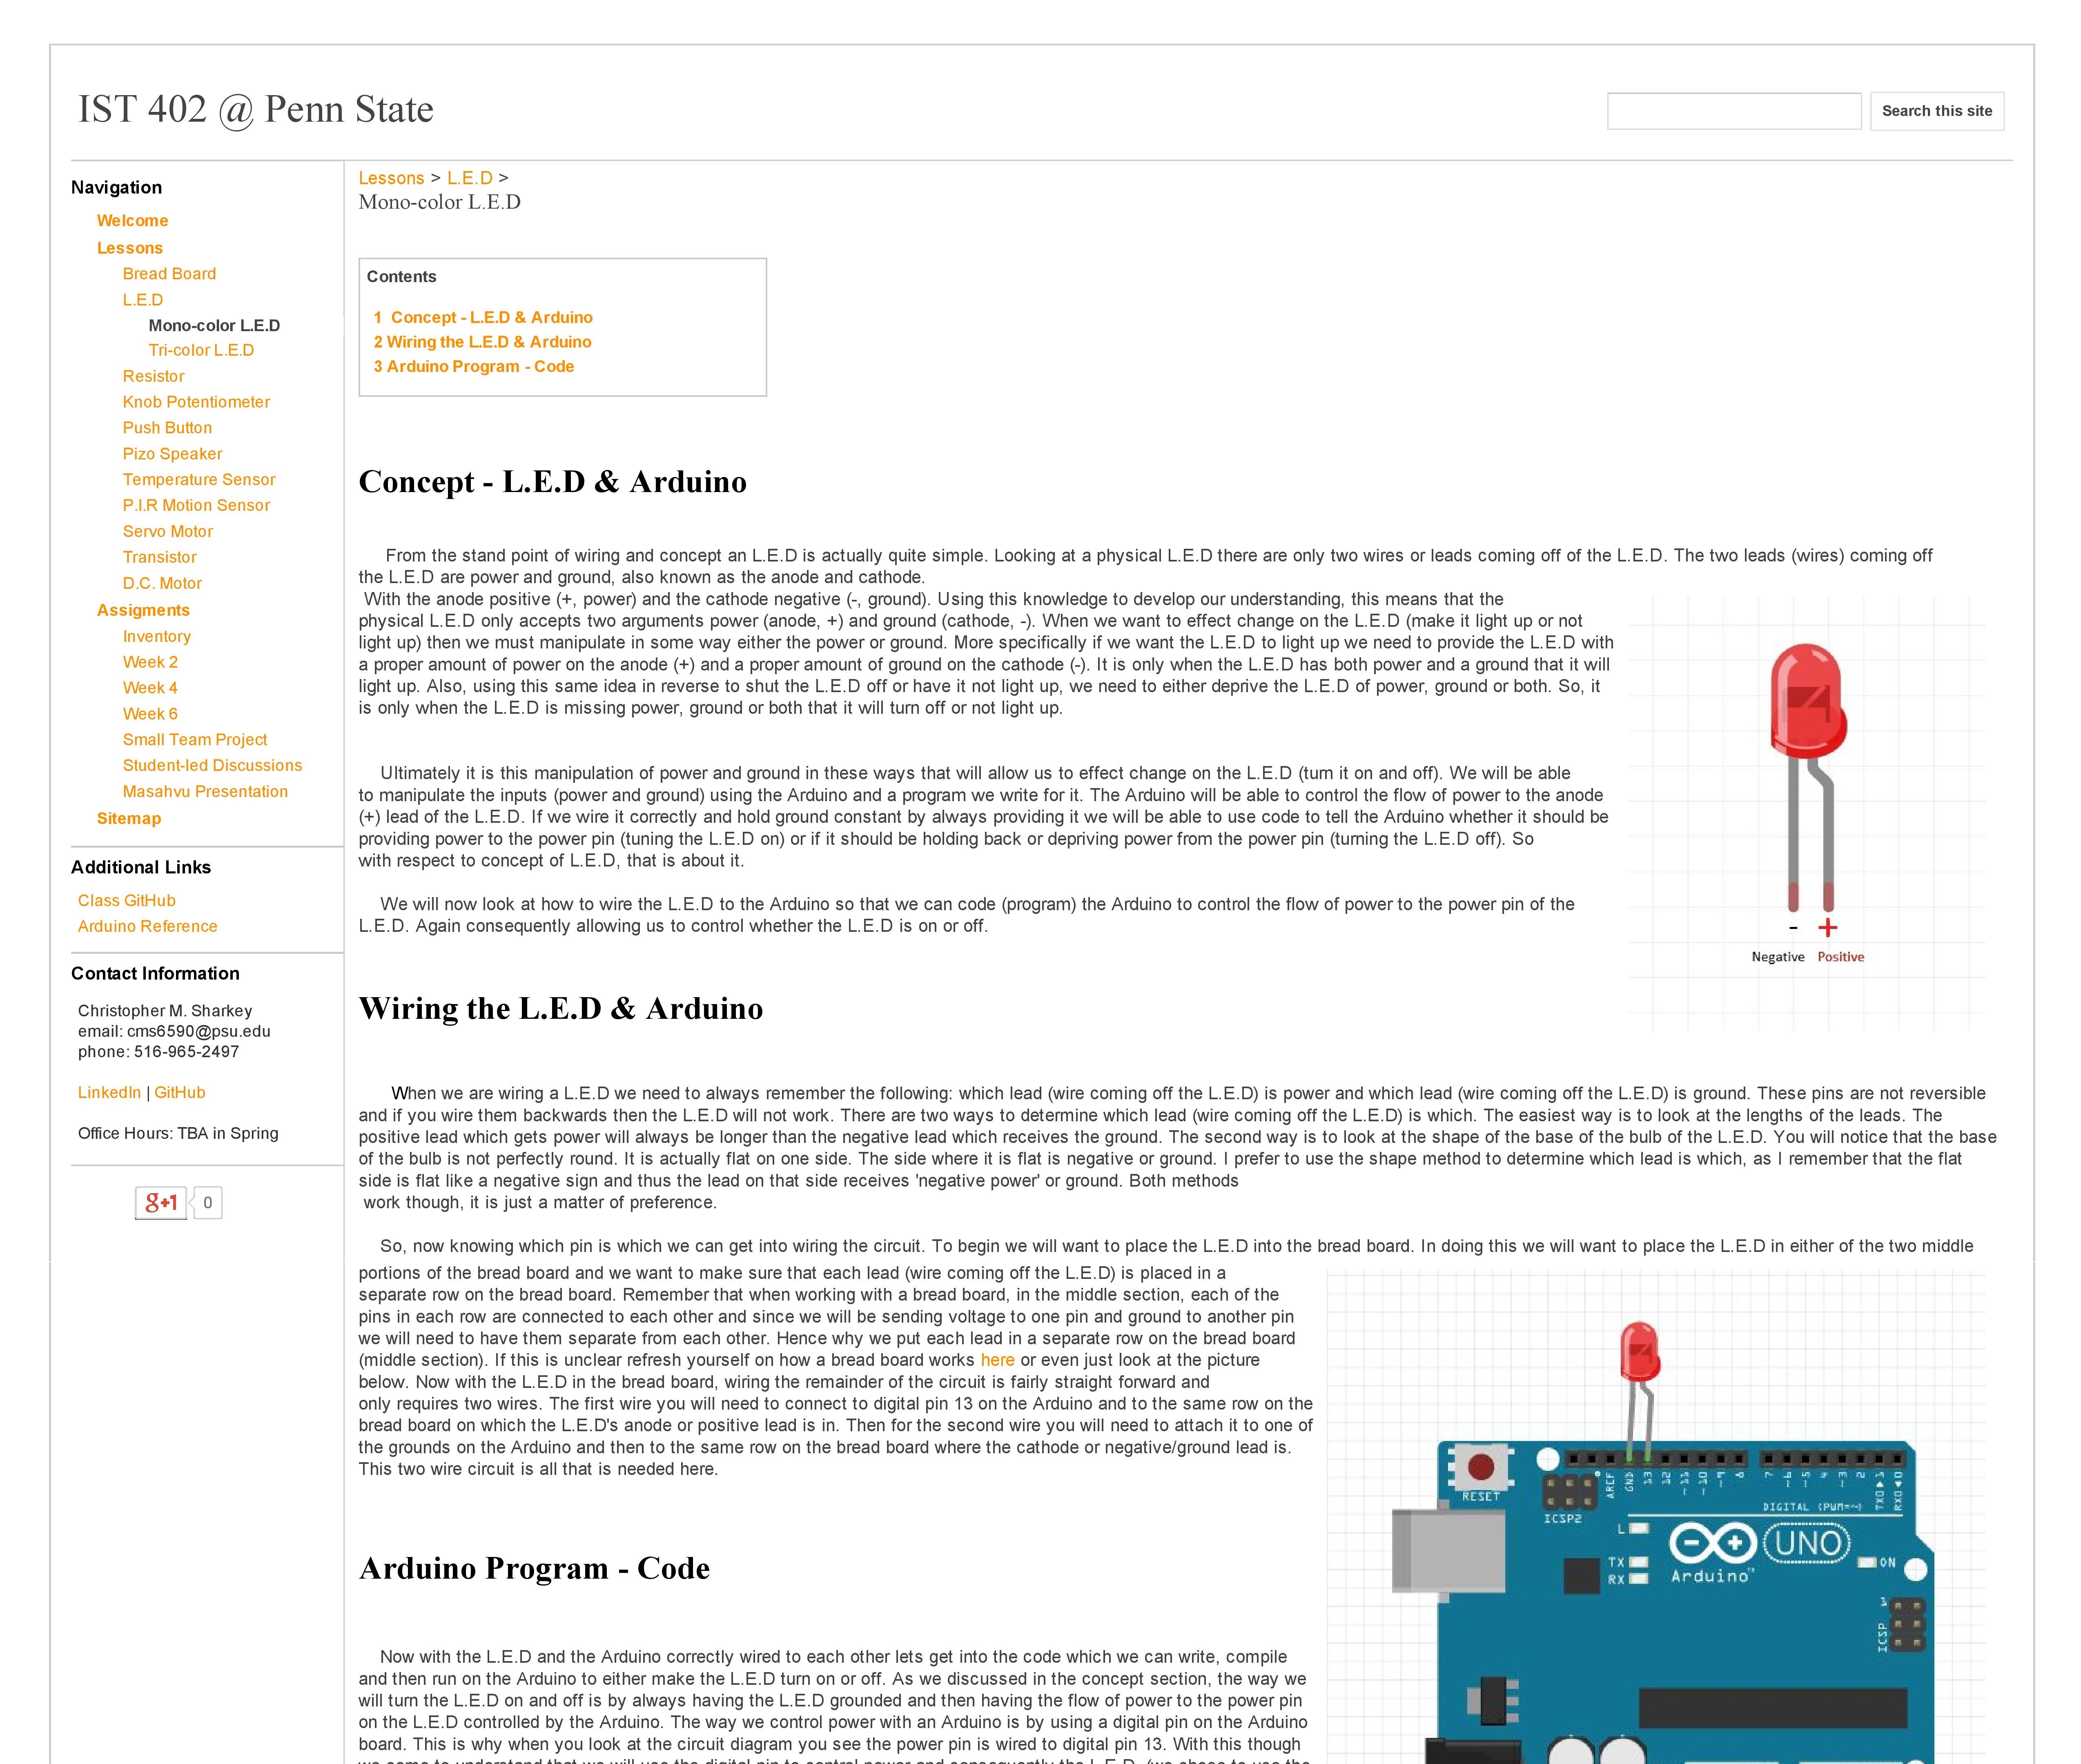 IST 402 @ Penn State
Search this site
Navigation
Welcome
Lessons
Bread Board
L.E.D
Mono-color L.E.D
Tri-color L.E.D
Resistor
Knob Potentiometer
Push Button
Pizo Speaker
Temperature Sensor
P.I.R Motion Sensor
Servo Motor
Transistor
D.C. Motor
Assigments
Inventory
Week 2
Week 4
Week 6
Small Team Project
Student-led Discussions
Masahvu Presentation
Sitemap
Additional Links
Class GitHub
Arduino Reference
Contact Information
Christopher M. Sharkey
email: cms6590@psu.edu
phone: 516-965-2497
LinkedIn | GitHub
Office Hours: TBA in Spring
g+1 0
Lessons > L.E.D >
Mono-color L.E.D
Contents
1 Concept - L.E.D & Arduino
2 Wiring the L.E.D & Arduino
3 Arduino Program - Code
Concept - L.E.D & Arduino
From the stand point of wiring and concept an L.E.D is actually quite simple. Looking at a physical L.E.D there are only two wires or leads coming off of the L.E.D. The two leads (wires) coming off
the L.E.D are power and ground, also known as the anode and cathode.
With the anode positive (+, power) and the cathode negative (-, ground). Using this knowledge to develop our understanding, this means that the
physical L.E.D only accepts two arguments power (anode, +) and ground (cathode, -). When we want to effect change on the L.E.D (make it light up or not
light up) then we must manipulate in some way either the power or ground. More specifically if we want the L.E.D to light up we need to provide the L.E.D with
a proper amount of power on the anode (+) and a proper amount of ground on the cathode (-). It is only when the L.E.D has both power and a ground that it will
light up. Also, using this same idea in reverse to shut the L.E.D off or have it not light up, we need to either deprive the L.E.D of power, ground or both. So, it
is only when the L.E.D is missing power, ground or both that it will turn off or not light up.
Ultimately it is this manipulation of power and ground in these ways that will allow us to effect change on the L.E.D (turn it on and off). We will be able
to manipulate the inputs (power and ground) using the Arduino and a program we write for it. The Arduino will be able to control the flow of power to the anode
(+) lead of the L.E.D. If we wire it correctly and hold ground constant by always providing it we will be able to use code to tell the Arduino whether it should be
providing power to the power pin (tuning the L.E.D on) or if it should be holding back or depriving power from the power pin (turning the L.E.D off). So
with respect to concept of L.E.D, that is about it.
We will now look at how to wire the L.E.D to the Arduino so that we can code (program) the Arduino to control the flow of power to the power pin of the
L.E.D. Again consequently allowing us to control whether the L.E.D is on or off.
- +
Negative Positive
Wiring the L.E.D & Arduino
When we are wiring a L.E.D we need to always remember the following: which lead (wire coming off the L.E.D) is power and which lead (wire coming off the L.E.D) is ground. These pins are not reversible
and if you wire them backwards then the L.E.D will not work. There are two ways to determine which lead (wire coming off the L.E.D) is which. The easiest way is to look at the lengths of the leads. The
positive lead which gets power will always be longer than the negative lead which receives the ground. The second way is to look at the shape of the base of the bulb of the L.E.D. You will notice that the base
of the bulb is not perfectly round. It is actually flat on one side. The side where it is flat is negative or ground. I prefer to use the shape method to determine which lead is which, as I remember that the flat
side is flat like a negative sign and thus the lead on that side receives 'negative power' or ground. Both methods
work though, it is just a matter of preference.
So, now knowing which pin is which we can get into wiring the circuit. To begin we will want to place the L.E.D into the bread board. In doing this we will want to place the L.E.D in either of the two middle
portions of the bread board and we want to make sure that each lead (wire coming off the L.E.D) is placed in a
separate row on the bread board. Remember that when working with a bread board, in the middle section, each of the
pins in each row are connected to each other and since we will be sending voltage to one pin and ground to another pin
we will need to have them separate from each other. Hence why we put each lead in a separate row on the bread board
(middle section). If this is unclear refresh yourself on how a bread board works here or even just look at the picture
below. Now with the L.E.D in the bread board, wiring the remainder of the circuit is fairly straight forward and
only requires two wires. The first wire you will need to connect to digital pin 13 on the Arduino and to the same row on the
bread board on which the L.E.D's anode or positive lead is in. Then for the second wire you will need to attach it to one of
the grounds on the Arduino and then to the same row on the bread board where the cathode or negative/ground lead is.
This two wire circuit is all that is needed here.
RESET
ICSP2
AREF
GND
13
12
~11
~10
~9
8
7
~6
~5
4
~3
2
TX0 ▶ 1
RX0 ◀ 0
DIGITAL (PWM=~)
L
TX
RX
UNO
Arduino™
ON
1
ICSP
Arduino Program - Code
Now with the L.E.D and the Arduino correctly wired to each other lets get into the code which we can write, compile
and then run on the Arduino to either make the L.E.D turn on or off. As we discussed in the concept section, the way we
will turn the L.E.D on and off is by always having the L.E.D grounded and then having the flow of power to the power pin
on the L.E.D controlled by the Arduino. The way we control power with an Arduino is by using a digital pin on the Arduino
board. This is why when you look at the circuit diagram you see the power pin is wired to digital pin 13. With this though